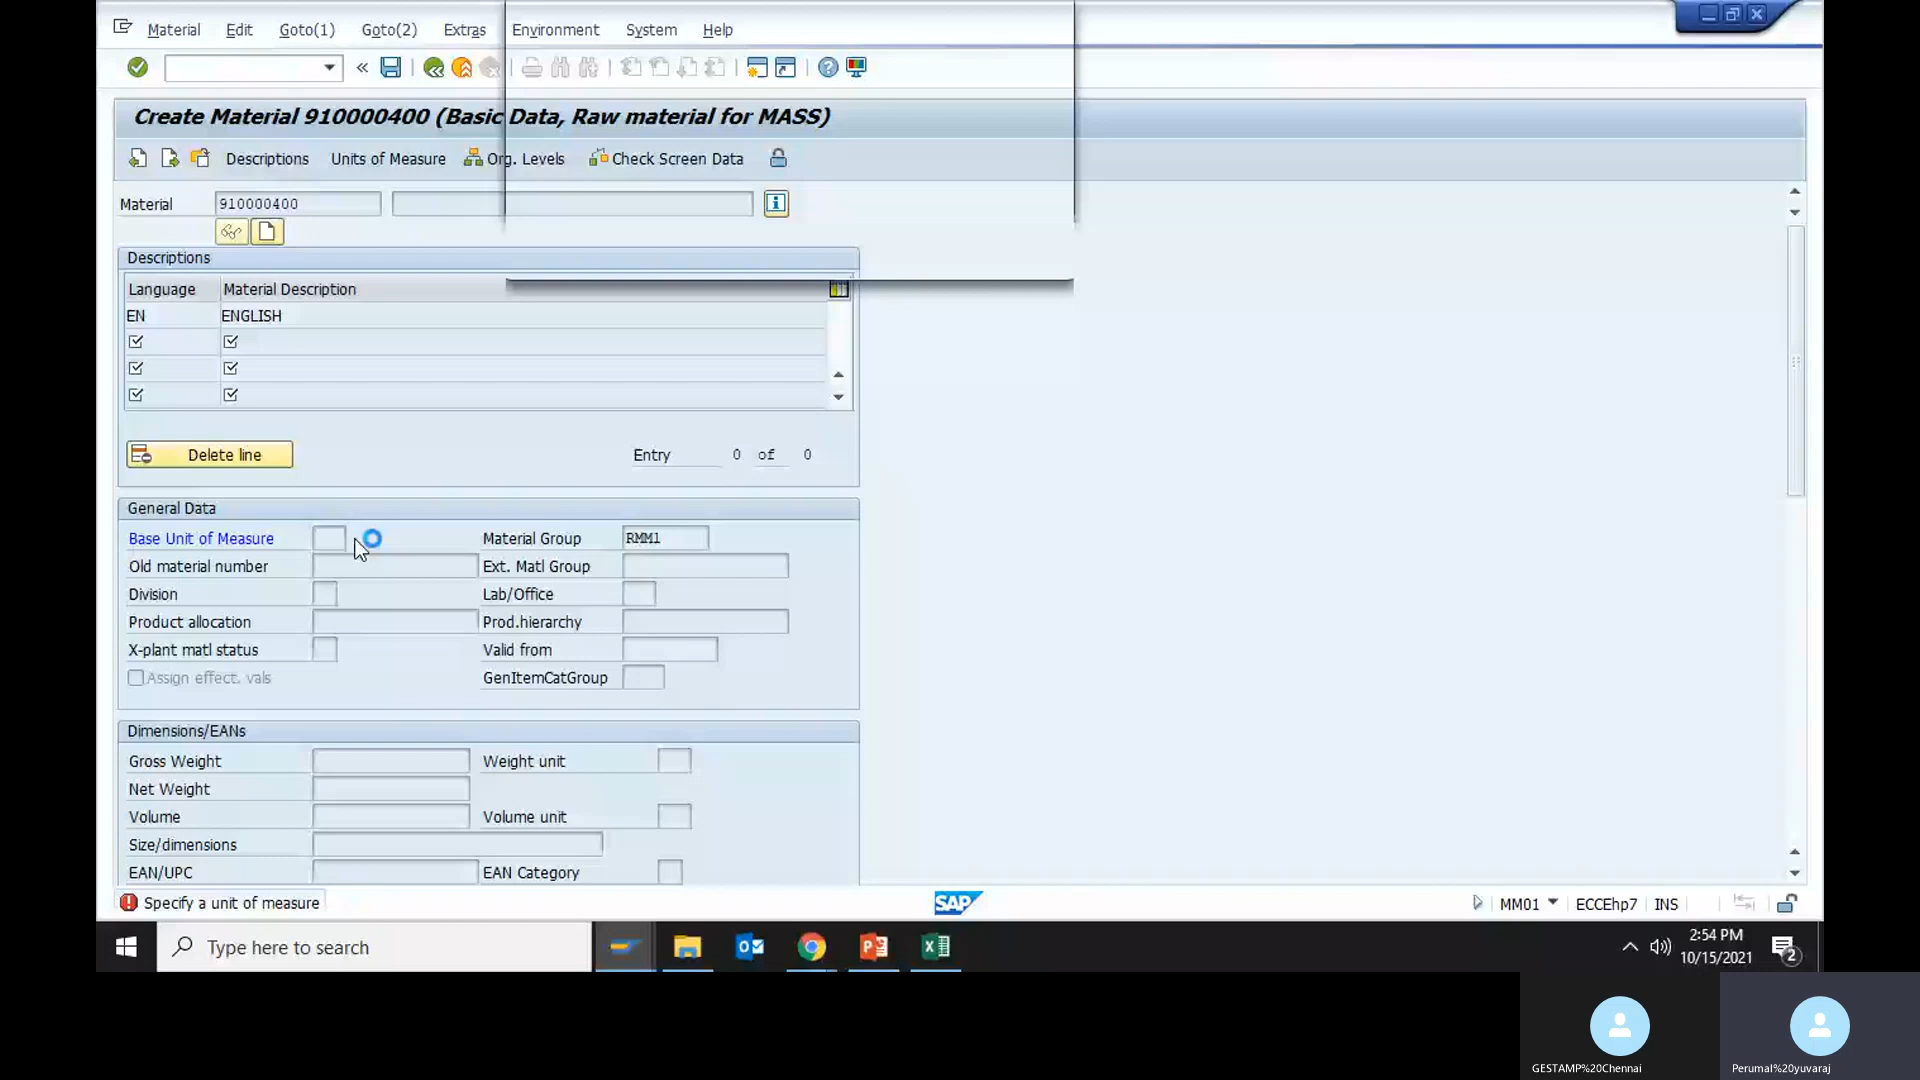 Material Edit Goto(1) Goto(2) Extras Environment System Help
Create Material 910000400 (Basic Data, Raw material for MASS)
Descriptions Units of Measure Org. Levels Check Screen Data
Material 910000400
Descriptions
Language Material Description
EN ENGLISH
Delete line Entry 0 of 0
General Data
Base Unit of Measure Material Group RMM1
Old material number Ext. Matl Group
Division Lab/Office
Product allocation Prod.hierarchy
X-plant matl status Valid from
Assign effect. vals GenItemCatGroup
Dimensions/EANs
Gross Weight Weight unit
Net Weight
Volume Volume unit
Size/dimensions
EAN/UPC EAN Category
Specify a unit of measure SAP MM01 ECCEhp7 INS
Type here to search 2:54 PM
10/15/2021 2
GESTAMP%20Chennai Perumal%20yuvaraj